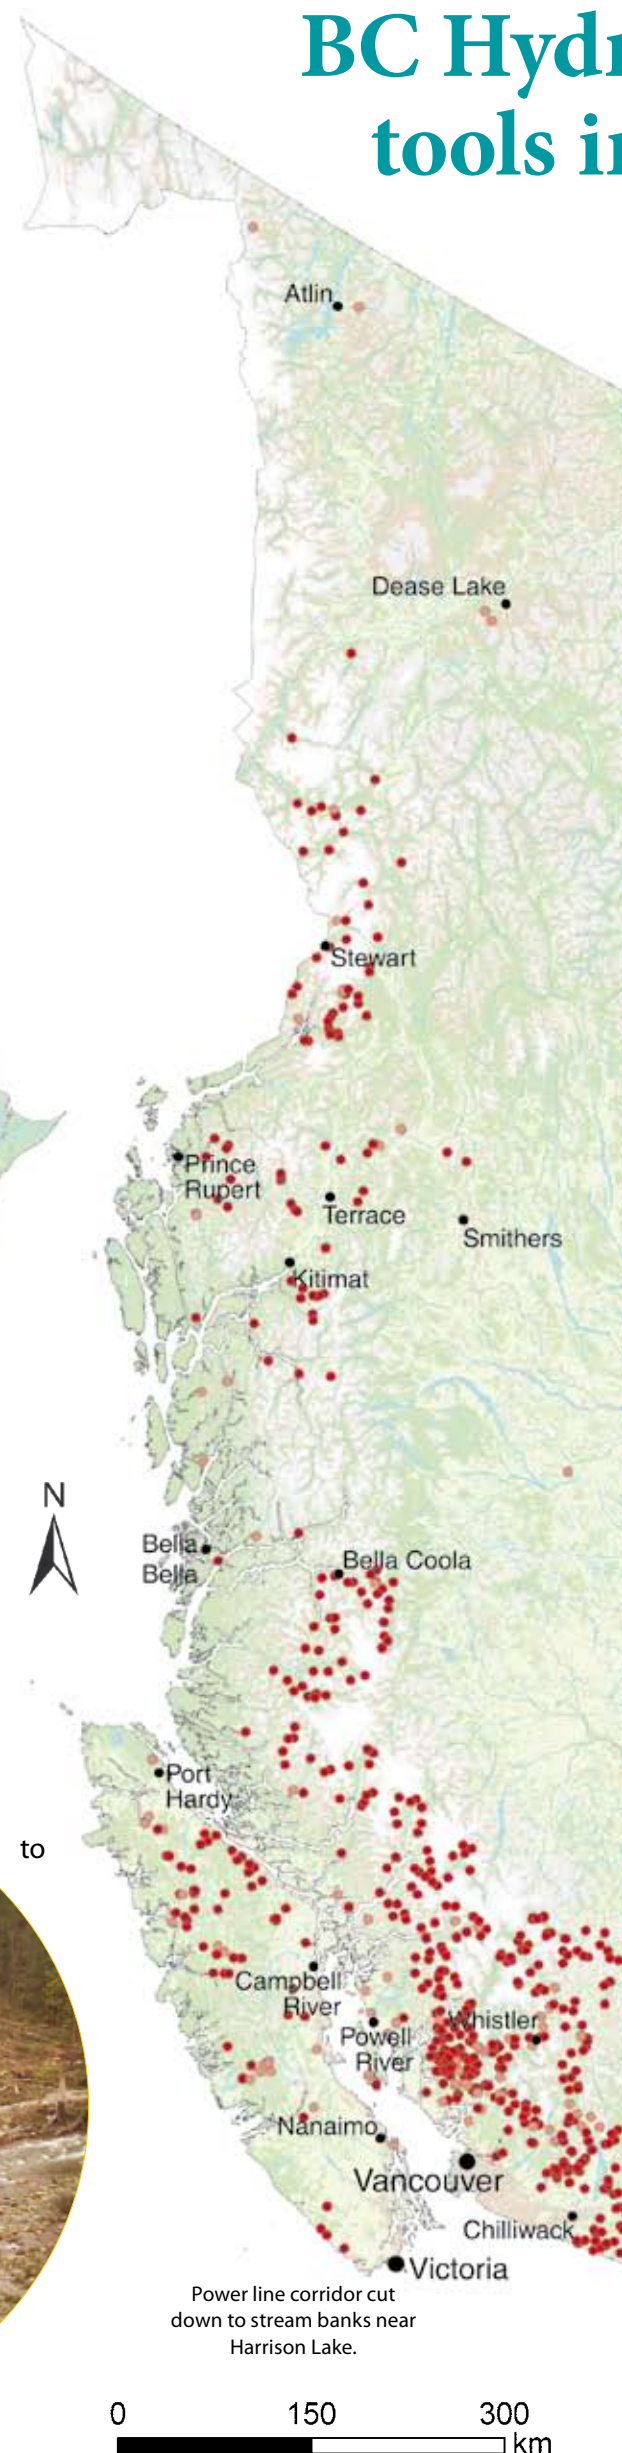 BC Hydr
tools in
Atlin
Dease Lake
Stewart
Prince
Rupert
Terrace
Smithers
Kitimat
N
Bella
Bella
Bella Coola
Port
Hardy
to
Campbell
River
Whistler
Powell
River
Nanaimo
Vancouver
Chilliwack
Victoria
Power line corridor cut
down to stream banks near
Harrison Lake.
0 150 300
km